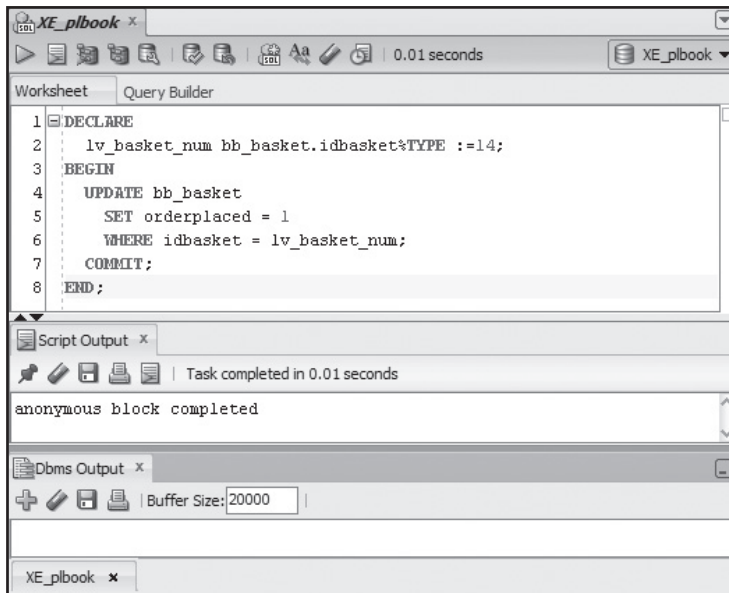 XE_plbook
0.01 seconds
XE_plbook
Worksheet Query Builder
1 DECLARE
2 lv_basket_num bb_basket.idbasket%TYPE :=14;
3 BEGIN
4 UPDATE bb_basket
5 SET orderplaced = 1
6 WHERE idbasket = lv_basket_num;
7 COMMIT;
8 END;
Script Output
Task completed in 0.01 seconds
anonymous block completed
Dbms Output
Buffer Size: 20000
XE_plbook